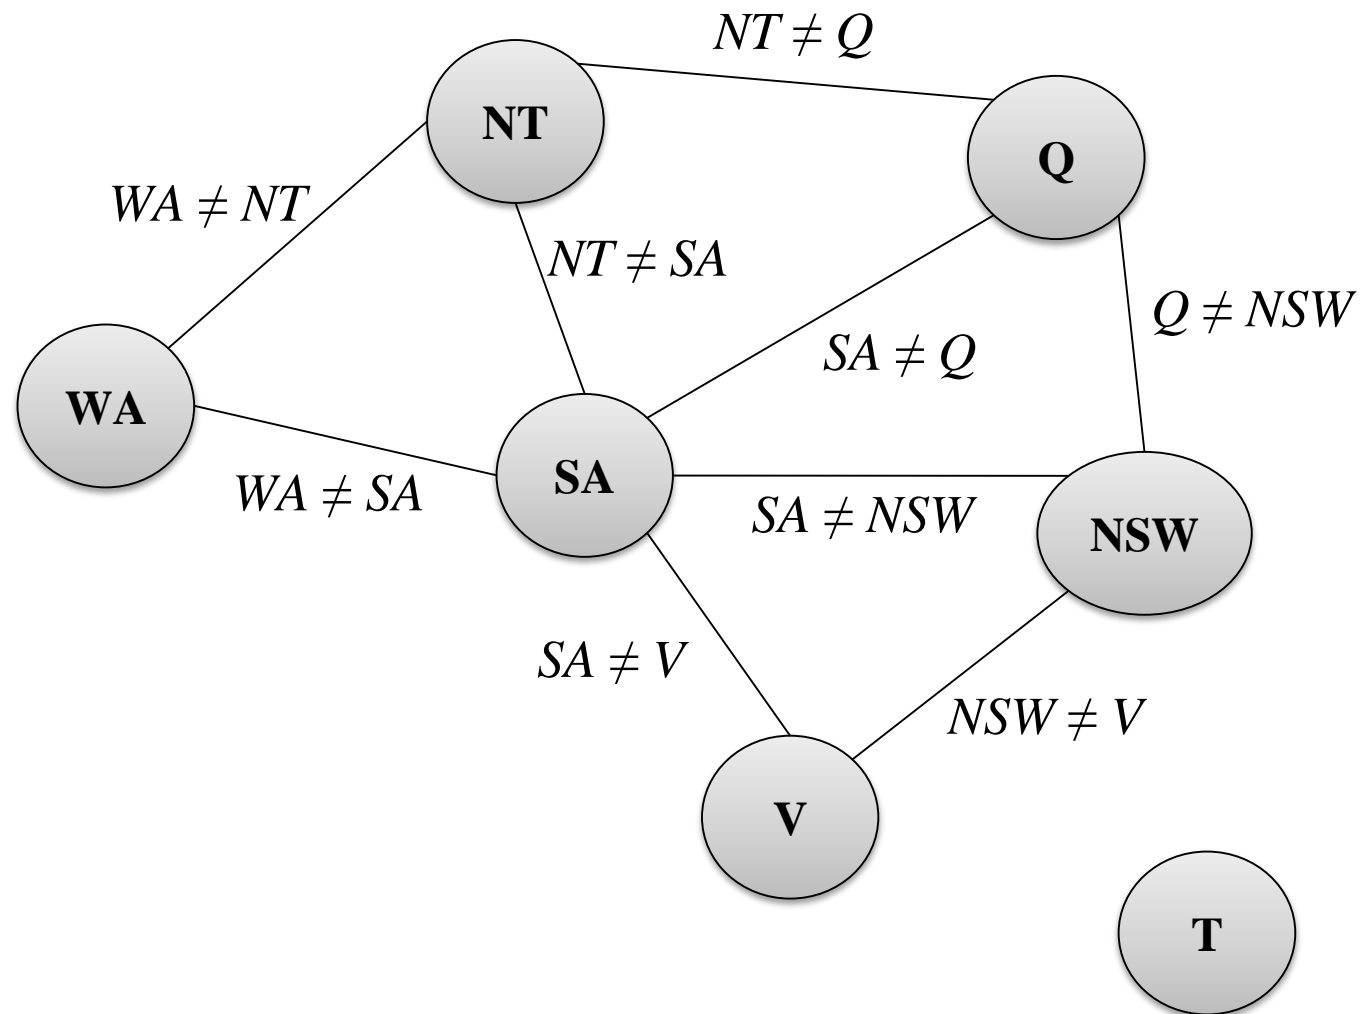 NT ≠ Q
NT
Q
WA ≠ NT
NT ≠ SA
Q ≠ NSW
SA ≠ Q
WA
SA
WA ≠ SA
SA ≠ NSW
NSW
SA ≠ V
NSW ≠ V
V
T